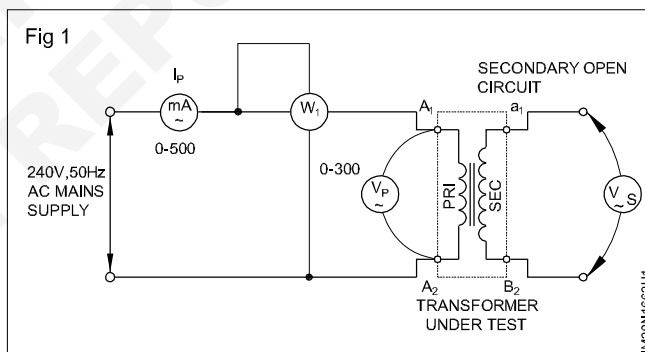 Fig 1
SECONDARY OPEN
CIRCUIT
IP
mA
~
W1
A1
a1
0-500
0-300
240V,50Hz
AC MAINS
SUPPLY
VP
~
PRI
SEC
V
~ S
A2
B2
TRANSFORMER
UNDER TEST